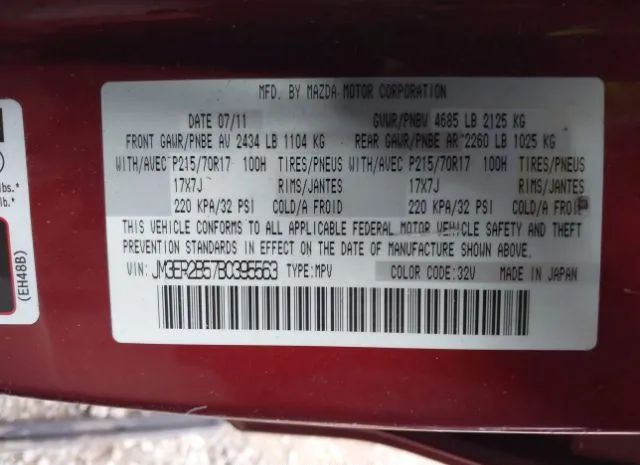 MFD. BY MAZDA MOTOR CORPORATION
DATE 07/11 GVWR/PNBV 4685 LB 2125 KG
FRONT GAWR/PNBE AV 2434 LB 1104 KG REAR GAWR/PNBE AR 2260 LB 1025 KG
WITH/AVEC P215/70R17 100H TIRES/PNEUS WITH/AVEC P215/70R17 100H TIRES/PNEUS
17X7J RIMS/JANTES 17X7J RIMS/JANTES
220 KPA/32 PSI COLD/A FROID 220 KPA/32 PSI COLD/A FROID
THIS VEHICLE CONFORMS TO ALL APPLICABLE FEDERAL MOTOR VEHICLE SAFETY AND THEFT
PREVENTION STANDARDS IN EFFECT ON THE DATE OF MANUFACTURE SHOWN ABOVE.
VIN: JM3ER2B57B0395563 TYPE:MPV COLOR CODE:32V MADE IN JAPAN
lbs.*
lb.*
(EH48B)